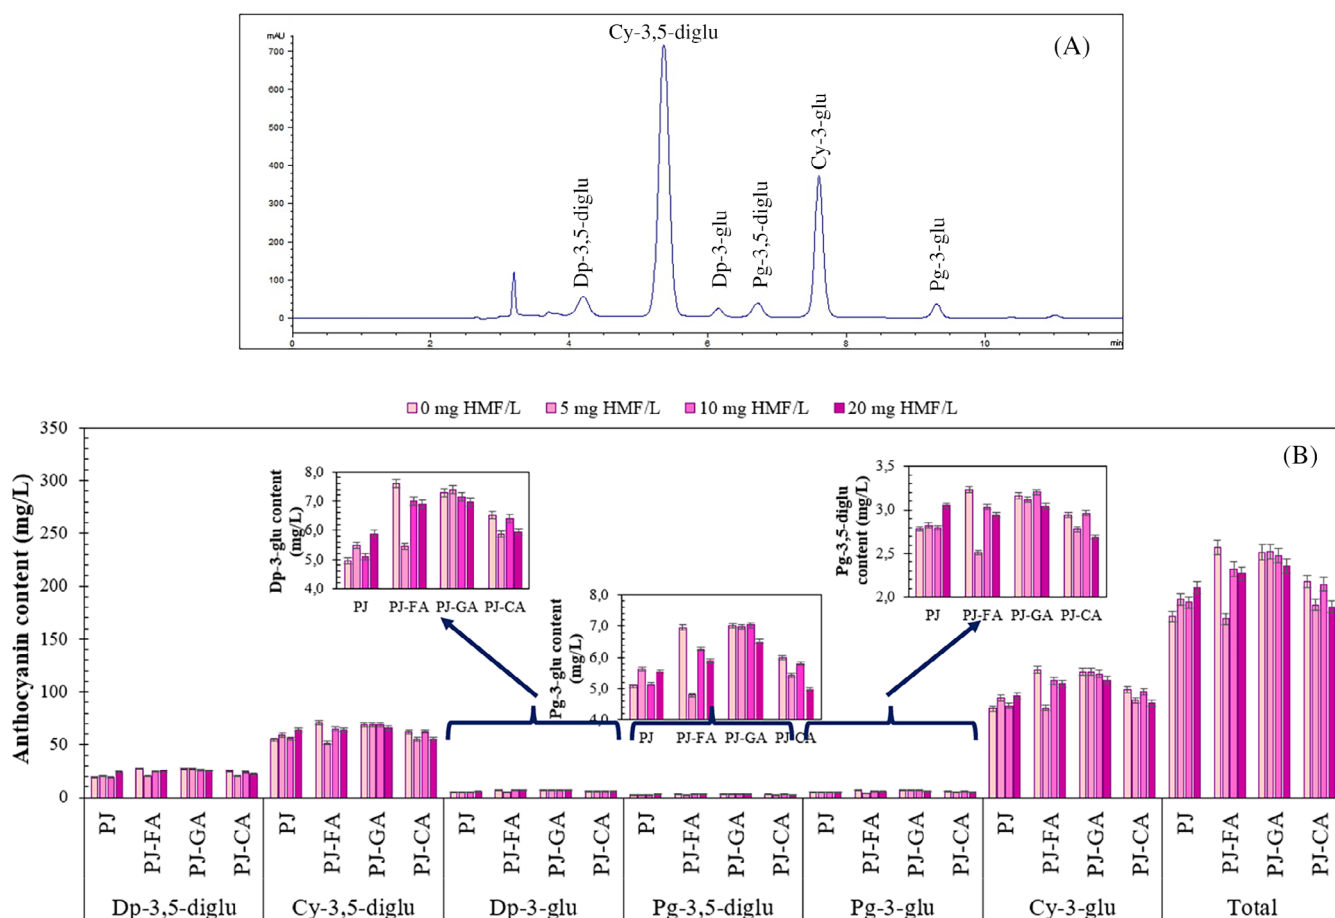 mAU
(A)
700
600
500
400
300
200
100
0
Cy-3,5-diglu
Dp-3,5-diglu
Dp-3-glu
Pg-3,5-diglu
Cy-3-glu
Pg-3-glu
0 2 4 6 8 10 min
0 mg HMF/L 5 mg HMF/L 10 mg HMF/L 20 mg HMF/L
(B)
Anthocyanin content (mg/L)
350
300
250
200
150
100
50
0
Dp-3-glu content
(mg/L)
8,0
7,0
6,0
5,0
4,0
PJ PJ-FA PJ-GA PJ-CA
Pg-3-glu content
(mg/L)
8,0
7,0
6,0
5,0
4,0
PJ PJ-FA PJ-GA PJ-CA
Pg-3,5-diglu
content (mg/L)
3,5
3,0
2,5
2,0
PJ PJ-FA PJ-GA PJ-CA
PJ PJ-FA PJ-GA PJ-CA PJ PJ-FA PJ-GA PJ-CA PJ PJ-FA PJ-GA PJ-CA PJ PJ-FA PJ-GA PJ-CA PJ PJ-FA PJ-GA PJ-CA PJ PJ-FA PJ-GA PJ-CA PJ PJ-FA PJ-GA PJ-CA
Dp-3,5-diglu Cy-3,5-diglu Dp-3-glu Pg-3,5-diglu Pg-3-glu Cy-3-glu Total